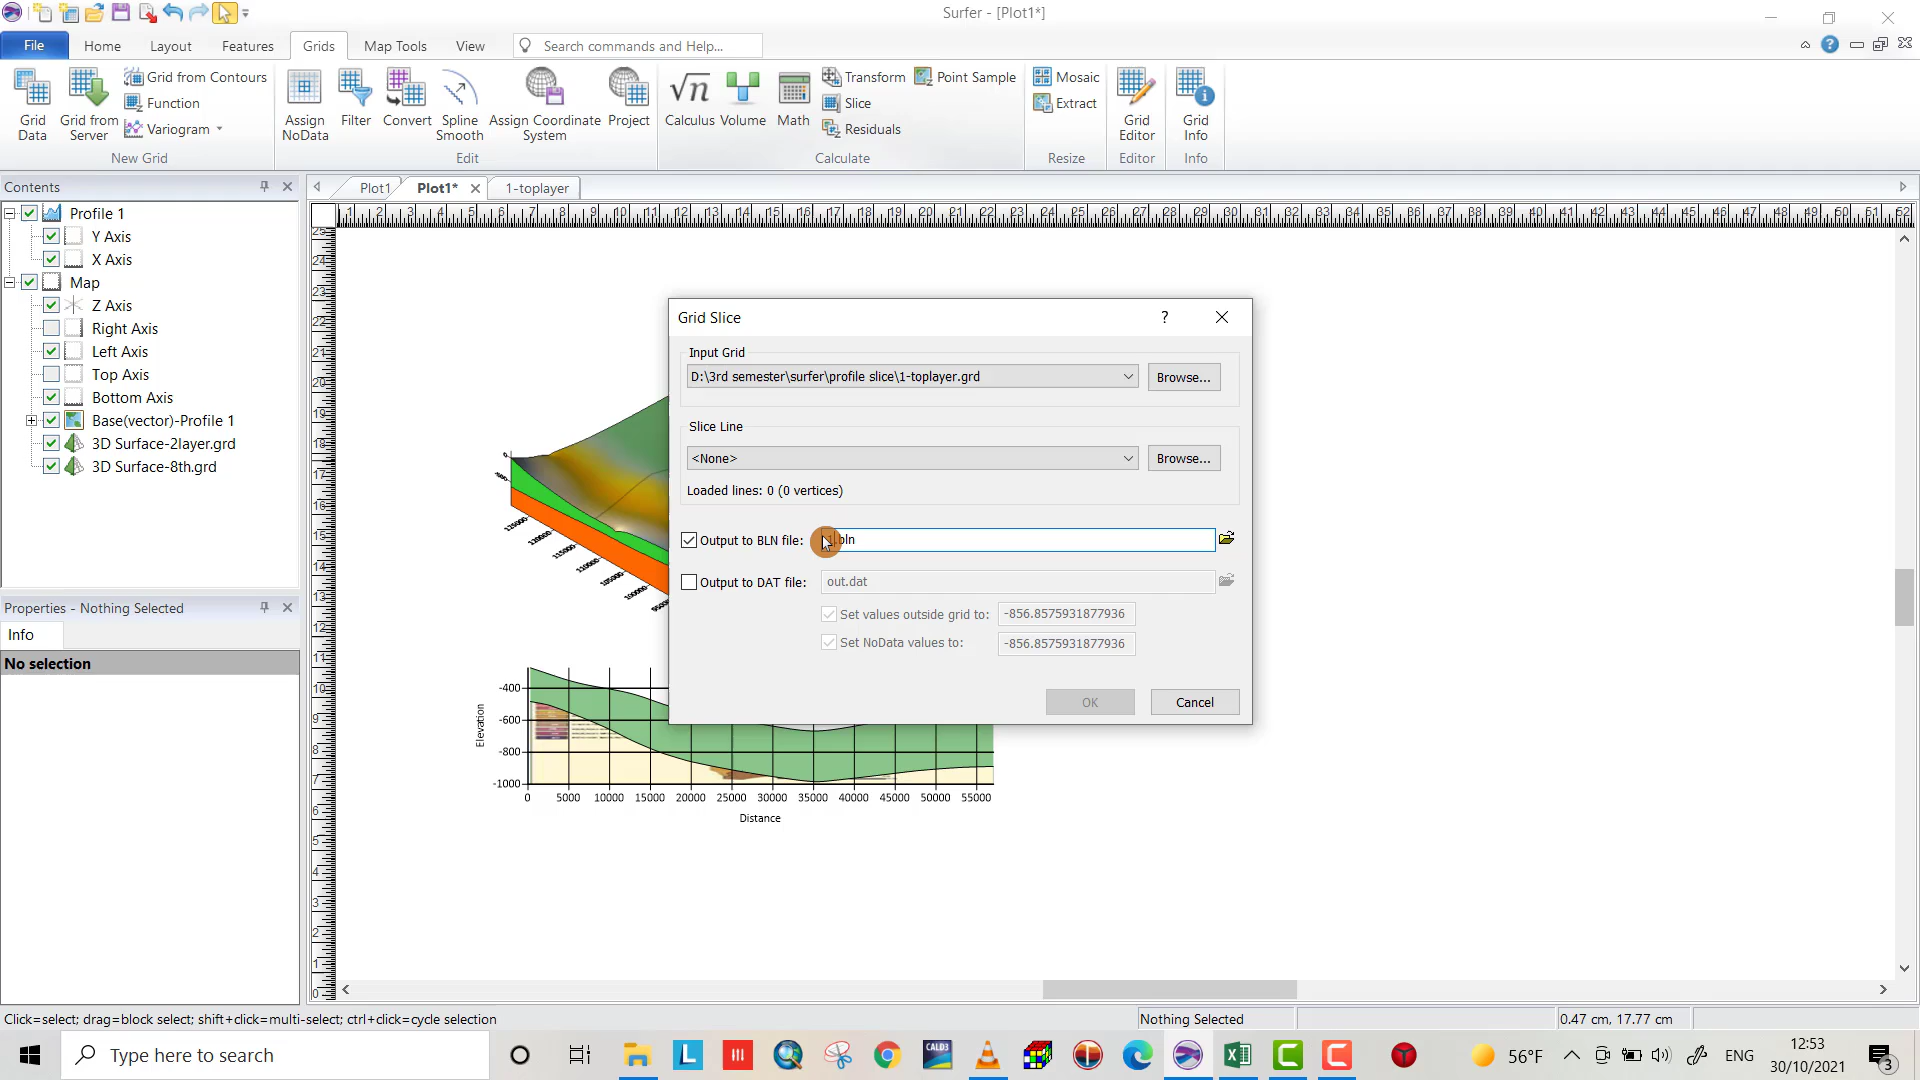 Surfer - [Plot1*]
File Home Layout Features Grids Map Tools View Search commands and Help...
Grid Data
Grid from Server
Grid from Contours
Function
Variogram
New Grid
Assign NoData
Filter
Convert
Spline Smooth
Assign Coordinate System
Project
Edit
Calculus
Volume
Math
Transform
Slice
Residuals
Point Sample
Calculate
Mosaic
Extract
Resize
Grid Editor
Editor
Grid Info
Info
Contents
Plot1 Plot1* 1-toplayer
Profile 1
Y Axis
X Axis
Map
Z Axis
Right Axis
Left Axis
Top Axis
Bottom Axis
Base(vector)-Profile 1
3D Surface-2layer.grd
3D Surface-8th.grd
Properties - Nothing Selected
Info
No selection
Grid Slice
Input Grid
D:\3rd semester\surfer\profile slice\1-toplayer.grd Browse...
Slice Line
<None> Browse...
Loaded lines: 0 (0 vertices)
Output to BLN file: 1.bln
Output to DAT file: out.dat
Set values outside grid to: -856.8575931877936
Set NoData values to: -856.8575931877936
OK Cancel
Elevation
-400
-600
-800
-1000
0 5000 10000 15000 20000 25000 30000 35000 40000 45000 50000 55000
Distance
Click=select; drag=block select; shift+click=multi-select; ctrl+click=cycle selection
Nothing Selected
0.47 cm, 17.77 cm
Type here to search
CALD3
56°F
ENG
12:53
30/10/2021
3